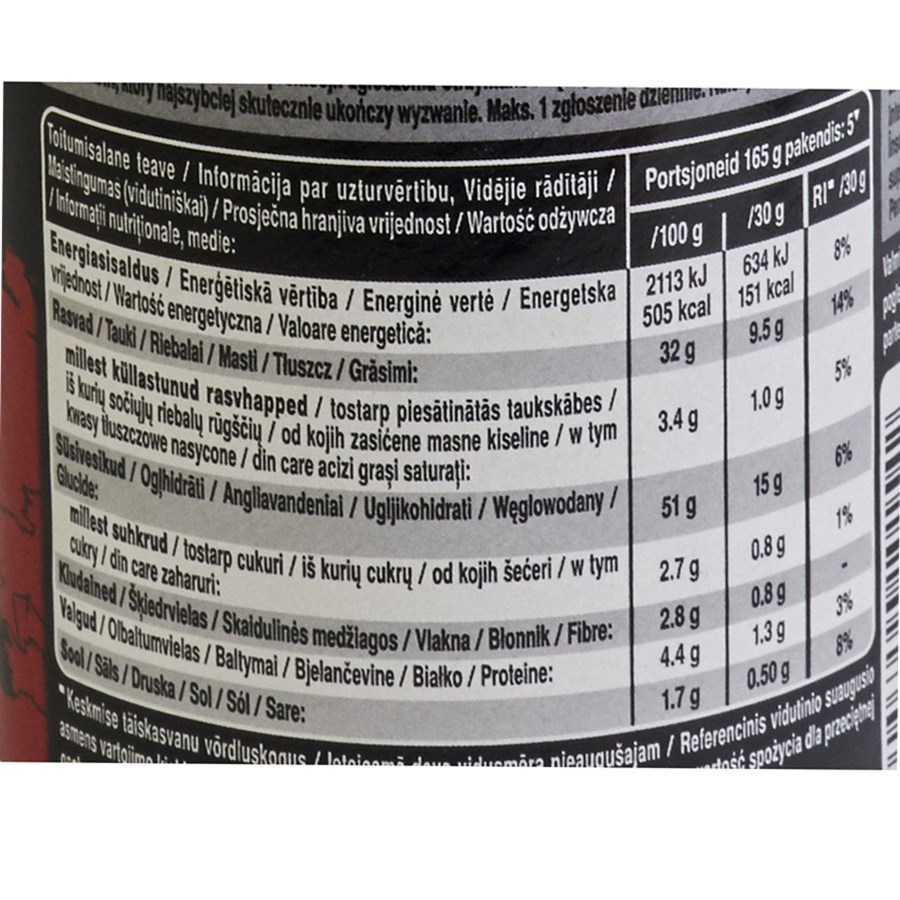 najszybciej skutecznie ukończy wyzwanie. Maks. 1 zgłoszenie dziennie.
Toitumisalane teave / Informācija par uzturvērtību, Vidējie rādītāji /
Maistingumas (vidutiniškai) / Prosječna hranjiva vrijednost / Wartość odżywcza
/ Informații nutriționale, medie:
Portsjoneid 165 g pakendis: 5▼
/100 g /30 g RI■ /30 g
Energiasisaldus / Enerģētiskā vērtība / Energinė vertė / Energetska
vrijednost / Wartość energetyczna / Valoare energetică:
2113 kJ 634 kJ 8%
505 kcal 151 kcal
Rasvad / Tauki / Riebalai / Masti / Tłuszcz / Grăsimi:
32 g 9.5 g 14%
millest küllastunud rasvhapped / tostarp piesātinātās taukskābes /
iš kurių sočiųjų riebalų rūgščių / od kojih zasićene masne kiseline / w tym
kwasy tłuszczowe nasycone / din care acizi grași saturați:
3.4 g 1.0 g 5%
Süsivesikud / Ogļhidrāti / Angliavandeniai / Ugljikohidrati / Węglowodany /
Glucide:
51 g 15 g 6%
millest suhkrud / tostarp cukuri / iš kurių cukrų / od kojih šećeri / w tym
cukry / din care zaharuri:
2.7 g 0.8 g 1%
Kiudained / Šķiedrvielas / Skaidulinės medžiagos / Vlakna / Błonnik / Fibre:
2.8 g 0.8 g -
Valgud / Olbaltumvielas / Baltymai / Bjelančevine / Białko / Proteine:
4.4 g 1.3 g 3%
Sool / Sāls / Druska / Sol / Sól / Sare:
1.7 g 0.50 g 8%
■Keskmise täiskasvanu võrdluskogus / pieaugušajam / Referencinis vidutinio suaugusio
asmens vartojimo spożycia dla przeciętnej